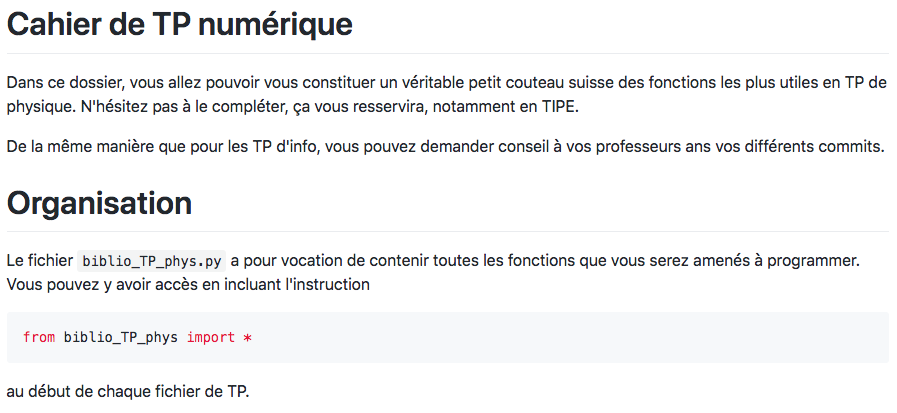 Cahier de TP numérique
Dans ce dossier, vous allez pouvoir vous constituer un véritable petit couteau suisse des fonctions les plus utiles en TP de
physique. N'hésitez pas à le compléter, ça vous resservira, notamment en TIPE.
De la même manière que pour les TP d'info, vous pouvez demander conseil à vos professeurs ans vos différents commits.
Organisation
Le fichier biblio_TP_phys.py a pour vocation de contenir toutes les fonctions que vous serez amenés à programmer.
Vous pouvez y avoir accès en incluant l'instruction
from biblio_TP_phys import *
au début de chaque fichier de TP.